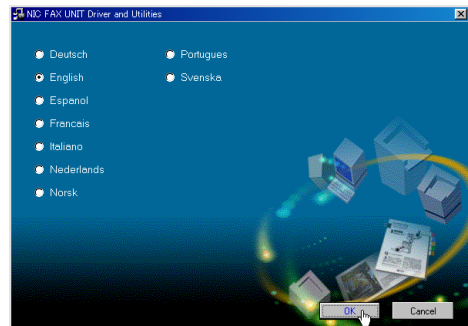 NIC FAX UNIT Driver and Utilities
Deutsch
English
Espanol
Francais
Italiano
Nederlands
Norsk
Portugues
Svenska
OK
Cancel